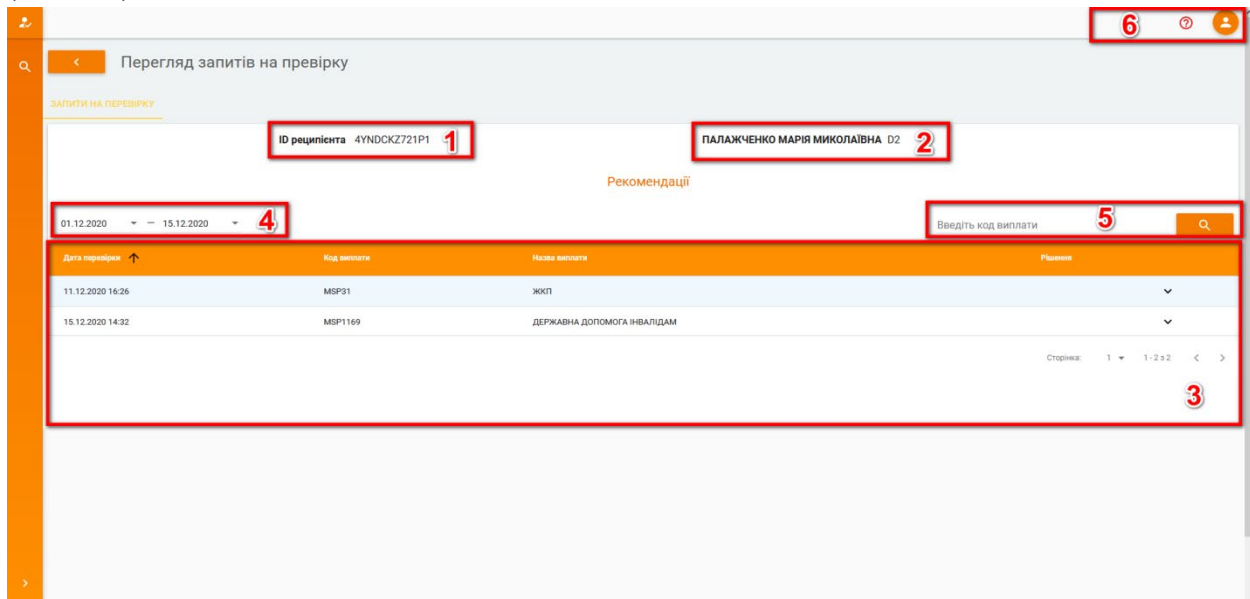 6
Перегляд запитів на превірку
ЗАПИТИ НА ПЕРЕВІРКУ
ID реципієнта 4YNDCKZ721P1 1
ПАЛАЖЧЕНКО МАРІЯ МИКОЛАЇВНА D2 2
Рекомендації
01.12.2020 – 15.12.2020 4
Введіть код виплати 5
Дата перевірки Код виплати Назва виплати Рішення
11.12.2020 16:26 MSP31 ЖКП
15.12.2020 14:32 MSP1169 ДЕРЖАВНА ДОПОМОГА ІНВАЛІДАМ
Сторінка: 1 1-2 з 2
3